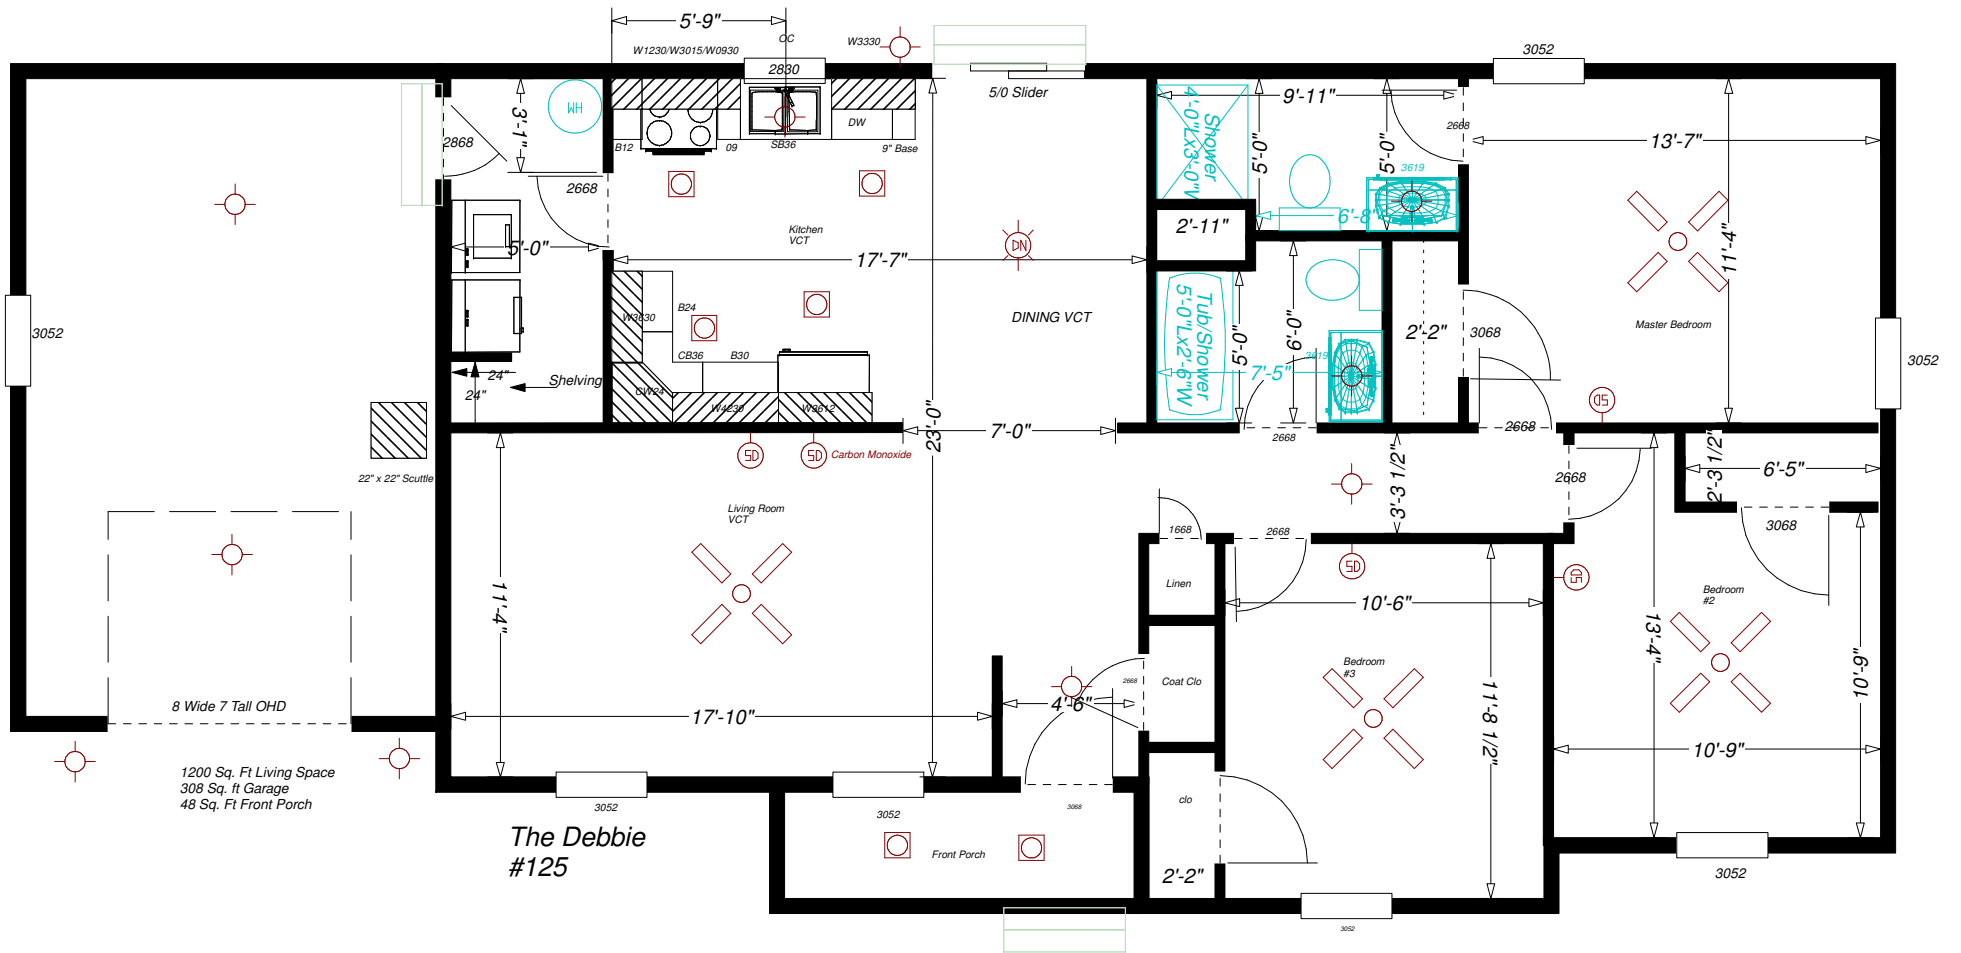 5'-9"
OC
W1230/W3015/W0930
W3330
2830
5/0 Slider
3052
3'-1"
WH
2868
2668
B12
09
SB36
DW
9" Base
Shower
4'-0"Lx3'-0"W
9'-11"
5'-0"
5'-0"
2668
3619
6'-8"
13'-7"
2'-11"
5'-0"
Kitchen
VCT
17'-7"
DN
11'-4"
3052
W3630
B24
CB36
B30
CW24
W4230
W3612
DINING VCT
Tub/Shower
5'-0"Lx2'-6"W
5'-0"
6'-0"
3619
7'-5"
2'-2"
3068
Master Bedroom
3052
24"
24"
Shelving
23'-0"
7'-0"
2668
2668
SD
SD
SD
Carbon Monoxide
22" x 22" Scuttle
3'-3 1/2"
2668
2'-3 1/2"
6'-5"
3068
Living Room
VCT
1668
2668
SD
SD
Linen
11'-4"
10'-6"
Bedroom
#2
13'-4"
10'-9"
Bedroom
#3
Coat Clo
2668
4'-6"
11'-8 1/2"
17'-10"
10'-9"
8 Wide 7 Tall OHD
1200 Sq. Ft Living Space
308 Sq. ft Garage
48 Sq. Ft Front Porch
3052
3052
3068
clo
The Debbie
#125
Front Porch
2'-2"
3052
3052